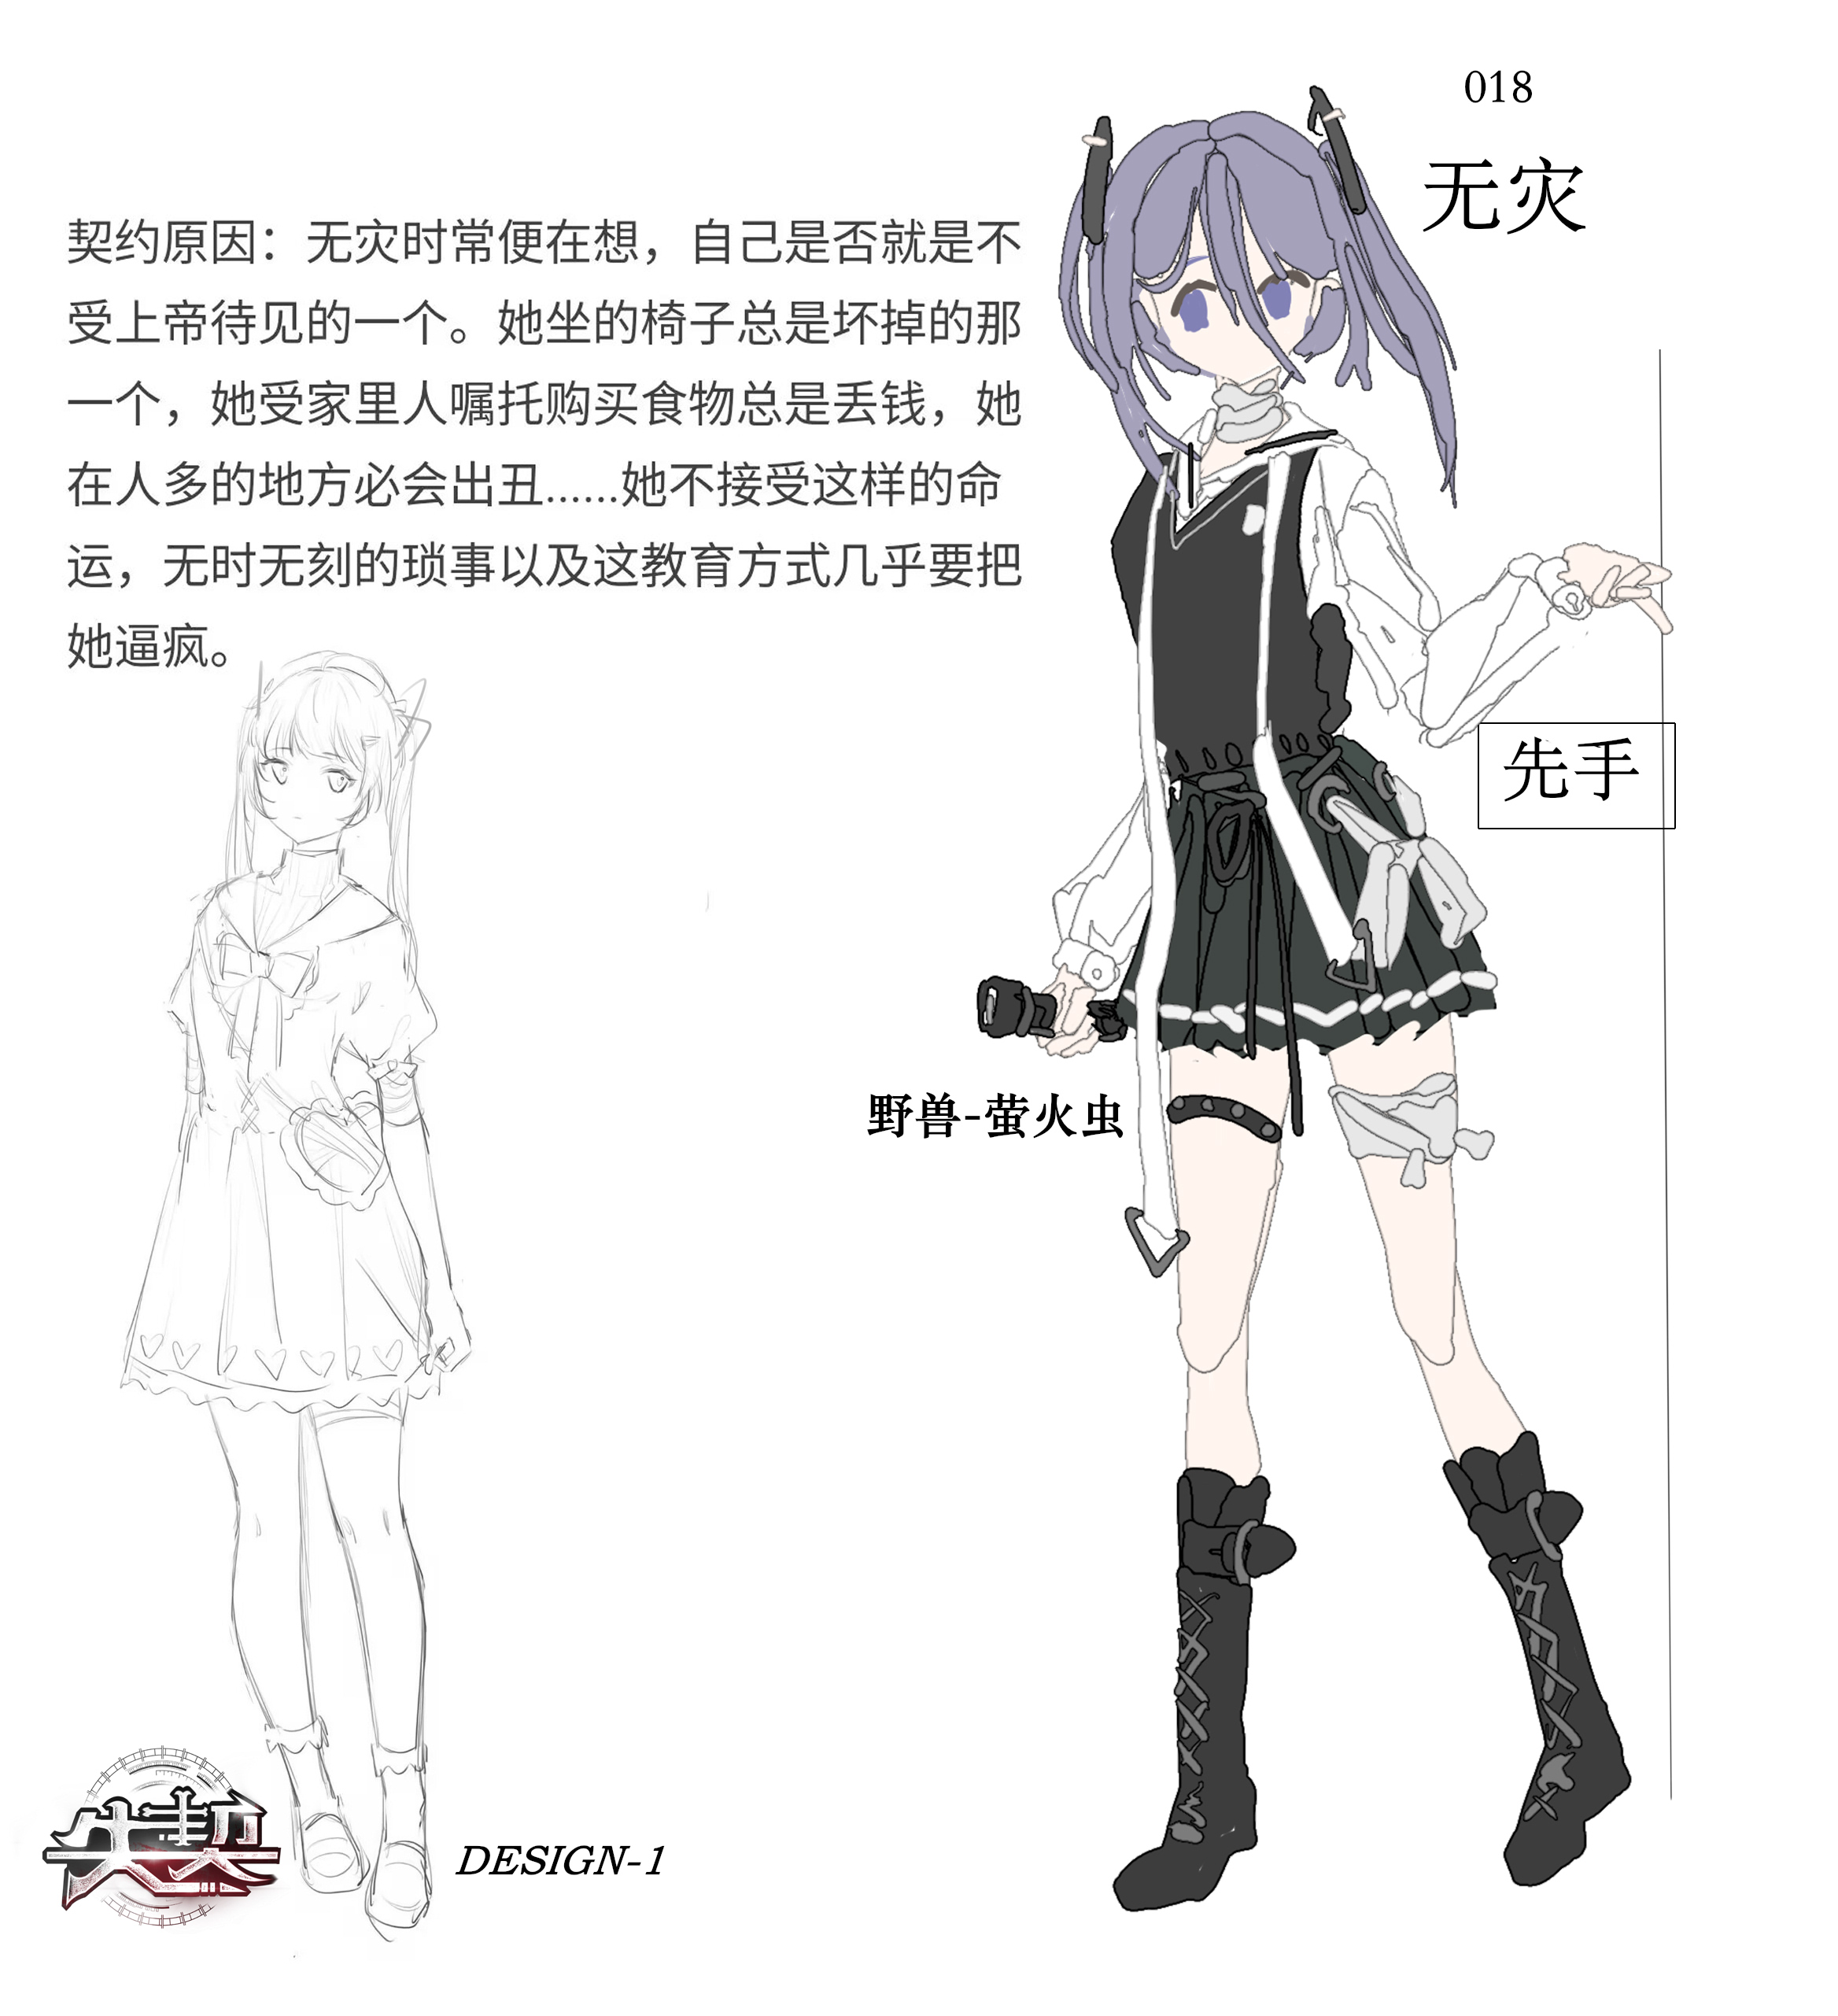 018
无灾
契约原因：无灾时常便在想，自己是否就是不
受上帝待见的一个。她坐的椅子总是坏掉的那
一个，她受家里人嘱托购买食物总是丢钱，她
在人多的地方必会出丑......她不接受这样的命
运，无时无刻的琐事以及这教育方式几乎要把
她逼疯。
先手
野兽-萤火虫
失契
DESIGN-1